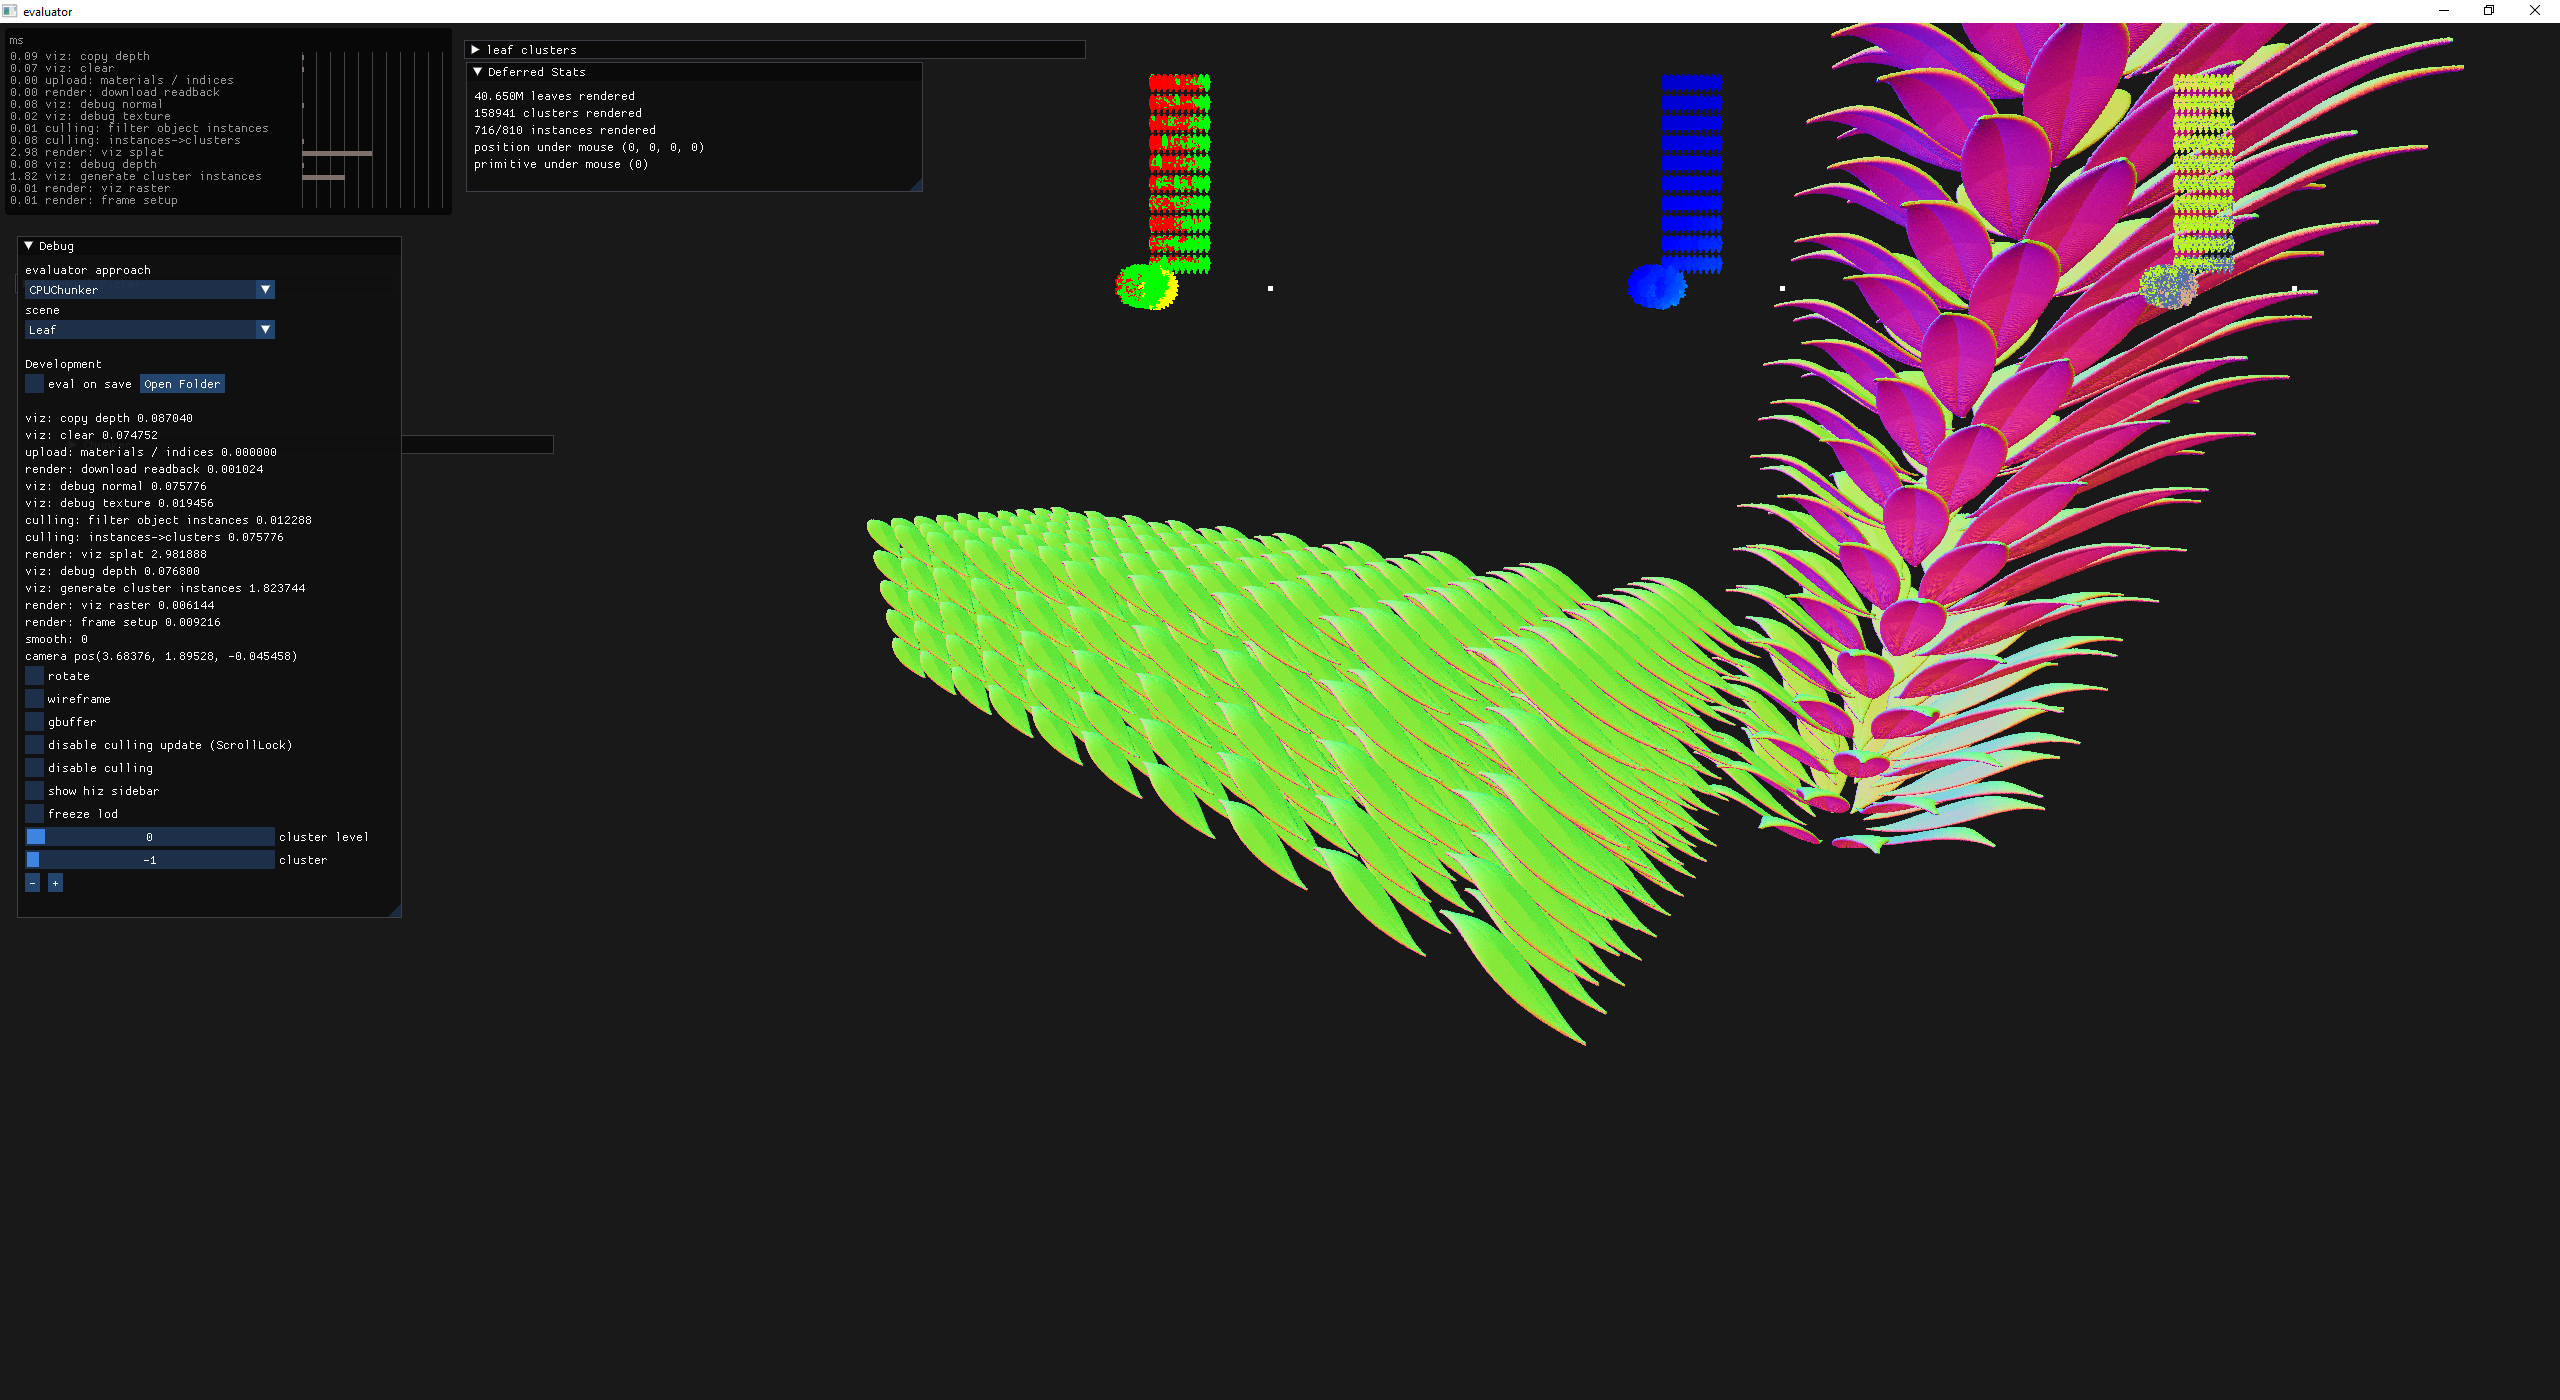 evaluator
ms
0.09 viz: copy depth
0.07 viz: clear
0.00 upload: materials / indices
0.00 render: download readback
0.08 viz: debug normal
0.02 viz: debug texture
0.01 culling: filter object instances
0.08 culling: instances->clusters
2.98 render: viz splat
0.08 viz: debug depth
1.82 viz: generate cluster instances
0.01 render: viz raster
0.01 render: frame setup
leaf clusters
Deferred Stats
40.650M leaves rendered
158941 clusters rendered
716/810 instances rendered
position under mouse (0, 0, 0, 0)
primitive under mouse (0)
Debug
evaluator approach
CPUChunker
scene
Leaf
Development
eval on save Open Folder
viz: copy depth 0.087040
viz: clear 0.074752
upload: materials / indices 0.000000
render: download readback 0.001024
viz: debug normal 0.075776
viz: debug texture 0.019456
culling: filter object instances 0.012288
culling: instances->clusters 0.075776
render: viz splat 2.981888
viz: debug depth 0.076800
viz: generate cluster instances 1.823744
render: viz raster 0.006144
render: frame setup 0.009216
smooth: 0
camera pos(3.68376, 1.89528, -0.045458)
rotate
wireframe
gbuffer
disable culling update (ScrollLock)
disable culling
show hiz sidebar
freeze lod
0 cluster level
-1 cluster
- +